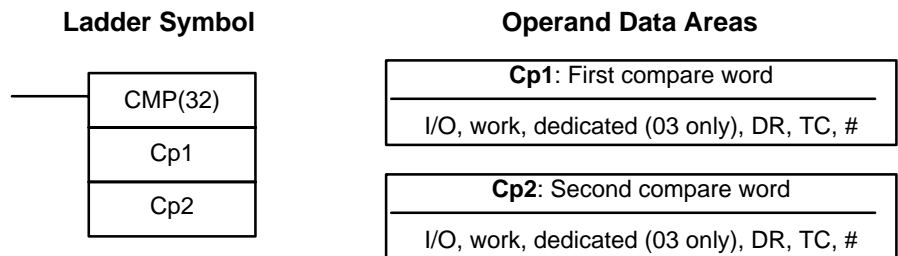 Ladder Symbol
CMP(32)
Cp1
Cp2
Operand Data Areas
Cp1: First compare word
I/O, work, dedicated (03 only), DR, TC, #
Cp2: Second compare word
I/O, work, dedicated (03 only), DR, TC, #